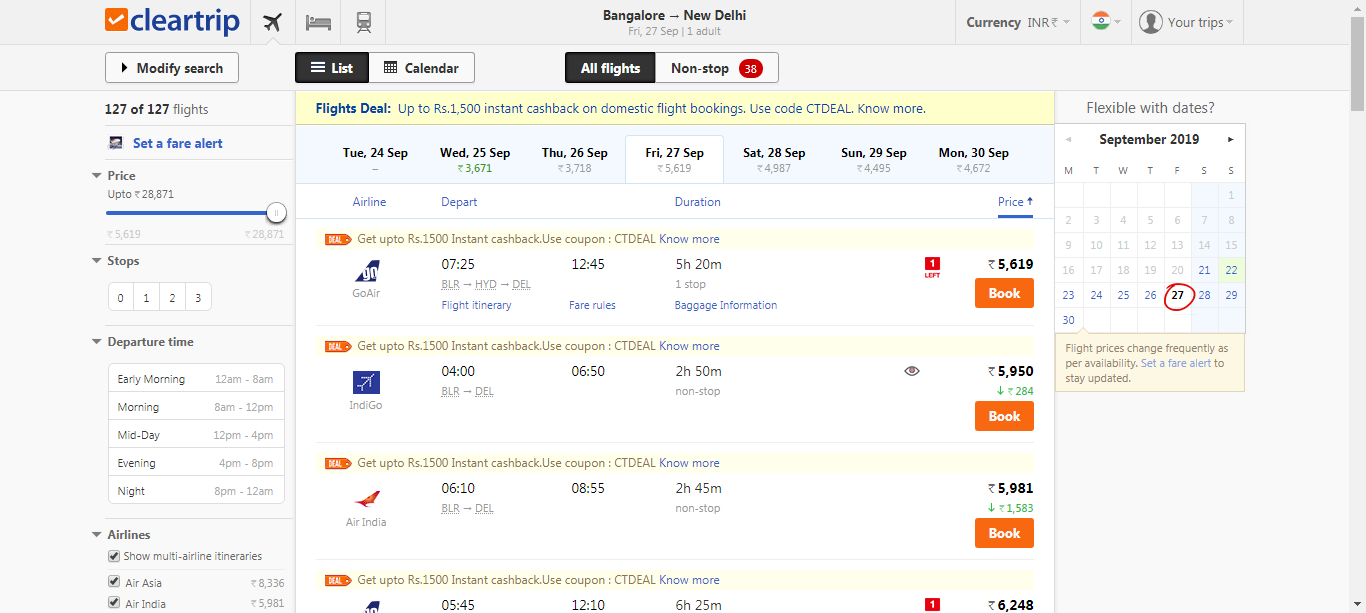 cleartrip
Bangalore → New Delhi
Fri, 27 Sep | 1 adult
Currency INR ₹
Your trips
Modify search
List
Calendar
All flights
Non-stop 38
127 of 127 flights
Set a fare alert
Price
Upto ₹ 28,871
₹ 5,619 ₹ 28,871
Stops
0 1 2 3
Departure time
Early Morning 12am - 8am
Morning 8am - 12pm
Mid-Day 12pm - 4pm
Evening 4pm - 8pm
Night 8pm - 12am
Airlines
Show multi-airline itineraries
Air Asia ₹ 8,336
Air India ₹ 5,981
Flights Deal: Up to Rs.1,500 instant cashback on domestic flight bookings. Use code CTDEAL. Know more.
Tue, 24 Sep Wed, 25 Sep Thu, 26 Sep Fri, 27 Sep Sat, 28 Sep Sun, 29 Sep Mon, 30 Sep
– ₹ 3,671 ₹ 3,718 ₹ 5,619 ₹ 4,987 ₹ 4,495 ₹ 4,672
Airline Depart Duration Price ↑
DEAL Get upto Rs.1500 Instant cashback.Use coupon : CTDEAL Know more
go
07:25 12:45 5h 20m 1 ₹ 5,619
LEFT
GoAir BLR → HYD → DEL 1 stop
Book
Flight itinerary Fare rules Baggage Information
DEAL Get upto Rs.1500 Instant cashback.Use coupon : CTDEAL Know more
04:00 06:50 2h 50m ₹ 5,950
BLR → DEL non-stop ↓ ₹ 284
IndiGo
Book
DEAL Get upto Rs.1500 Instant cashback.Use coupon : CTDEAL Know more
06:10 08:55 2h 45m ₹ 5,981
BLR → DEL non-stop ↓ ₹ 1,583
Air India
Book
DEAL Get upto Rs.1500 Instant cashback.Use coupon : CTDEAL Know more
05:45 12:10 6h 25m 1 ₹ 6,248
Flexible with dates?
September 2019
M T W T F S S
1
2 3 4 5 6 7 8
9 10 11 12 13 14 15
16 17 18 19 20 21 22
23 24 25 26 27 28 29
30
Flight prices change frequently as
per availability. Set a fare alert to
stay updated.